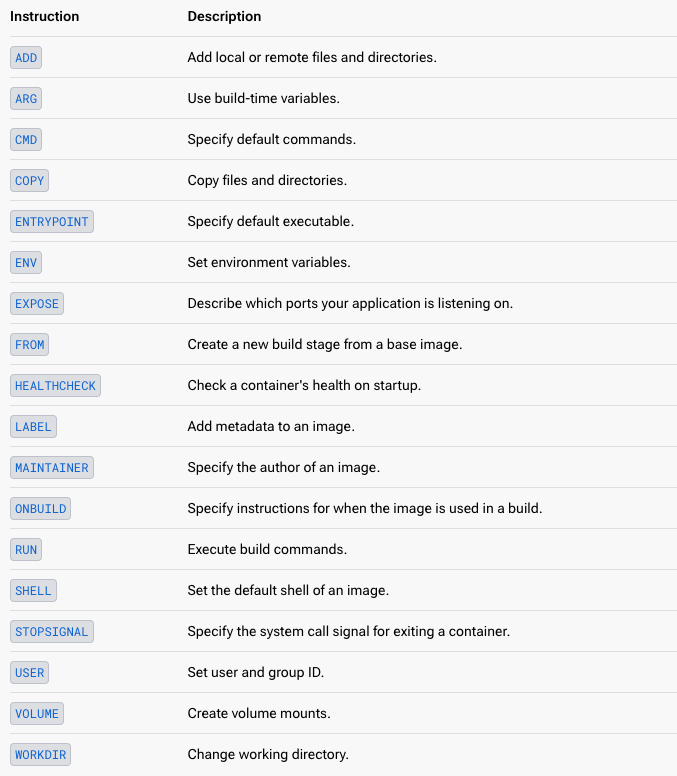 Instruction Description
ADD Add local or remote files and directories.
ARG Use build-time variables.
CMD Specify default commands.
COPY Copy files and directories.
ENTRYPOINT Specify default executable.
ENV Set environment variables.
EXPOSE Describe which ports your application is listening on.
FROM Create a new build stage from a base image.
HEALTHCHECK Check a container's health on startup.
LABEL Add metadata to an image.
MAINTAINER Specify the author of an image.
ONBUILD Specify instructions for when the image is used in a build.
RUN Execute build commands.
SHELL Set the default shell of an image.
STOPSIGNAL Specify the system call signal for exiting a container.
USER Set user and group ID.
VOLUME Create volume mounts.
WORKDIR Change working directory.